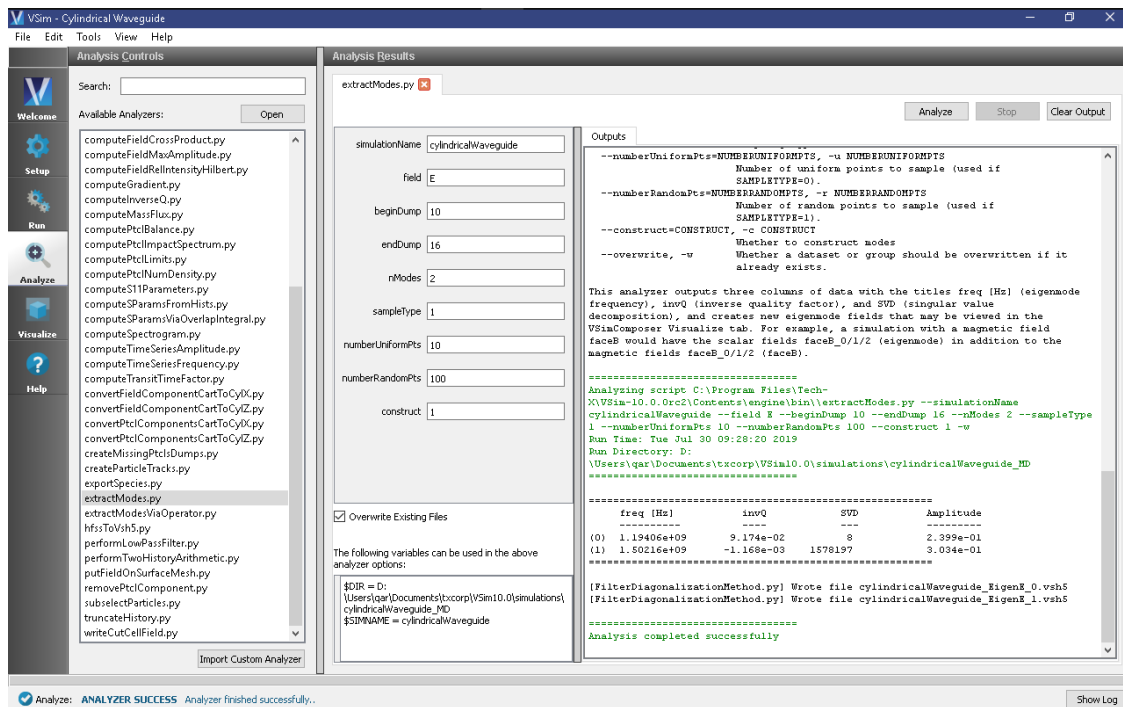 VSim - Cylindrical Waveguide
File Edit Tools View Help
Analysis Controls
Search:
Available Analyzers:
Open
Welcome
Setup
Run
Analyze
Visualize
Help
computeFieldCrossProduct.py
computeFieldMaxAmplitude.py
computeFieldRelIntensityHilbert.py
computeGradient.py
computeInverseQ.py
computeMassFlux.py
computePtclBalance.py
computePtclImpactSpectrum.py
computePtclLimits.py
computePtclNumDensity.py
computeS11Parameters.py
computeSParamsFromHists.py
computeSParamsViaOverlapIntegral.py
computeSpectrogram.py
computeTimeSeriesAmplitude.py
computeTimeSeriesFrequency.py
computeTransitTimeFactor.py
convertFieldComponentCartToCylX.py
convertFieldComponentCartToCylZ.py
convertPtclComponentsCartToCylX.py
convertPtclComponentsCartToCylZ.py
createMissingPtclsDumps.py
createParticleTracks.py
exportSpecies.py
extractModes.py
extractModesViaOperator.py
hfssToVsh5.py
performLowPassFilter.py
performTwoHistoryArithmetic.py
putFieldOnSurfaceMesh.py
removePtclComponent.py
subselectParticles.py
truncateHistory.py
writeCutCellField.py
Import Custom Analyzer
Analysis Results
extractModes.py
Analyze Stop Clear Output
simulationName cylindricalWaveguide
field E
beginDump 10
endDump 16
nModes 2
sampleType 1
numberUniformPts 10
numberRandomPts 100
construct 1
Overwrite Existing Files
The following variables can be used in the above
analyzer options:
$DIR = D:
\Users\qar\Documents\txcorp\VSim10.0\simulations\
cylindricalWaveguide_MD
$SIMNAME = cylindricalWaveguide
Outputs
--numberUniformPts=NUMBERUNIFORMPTS, -u NUMBERUNIFORMPTS
Number of uniform points to sample (used if
SAMPLETYPE=0).
--numberRandomPts=NUMBERRANDOMPTS, -r NUMBERRANDOMPTS
Number of random points to sample (used if
SAMPLETYPE=1).
--construct=CONSTRUCT, -c CONSTRUCT
Whether to construct modes
--overwrite, -w Whether a dataset or group should be overwritten if it
already exists.
This analyzer outputs three columns of data with the titles freq [Hz] (eigenmode
frequency), invQ (inverse quality factor), and SVD (singular value
decomposition), and creates new eigenmode fields that may be viewed in the
VSimComposer Visualize tab. For example, a simulation with a magnetic field
faceB would have the scalar fields faceB_0/1/2 (eigenmode) in addition to the
magnetic fields faceB_0/1/2 (faceB).
================================
Analyzing script C:\Program Files\Tech-
X\VSim-10.0.0rc2\Contents\engine\bin\\extractModes.py --simulationName
cylindricalWaveguide --field E --beginDump 10 --endDump 16 --nModes 2 --sampleType
1 --numberUniformPts 10 --numberRandomPts 100 --construct 1 -w
Run Time: Tue Jul 30 09:28:20 2019
Run Directory: D:
\Users\qar\Documents\txcorp\VSim10.0\simulations\cylindricalWaveguide_MD
================================
=====================================================
freq [Hz] invQ SVD Amplitude
---------- ---- --- ---------
(0) 1.19406e+09 9.174e-02 8 2.399e-01
(1) 1.50216e+09 -1.168e-03 1578197 3.034e-01
=====================================================
[FilterDiagonalizationMethod.py] Wrote file cylindricalWaveguide_EigenE_0.vsh5
[FilterDiagonalizationMethod.py] Wrote file cylindricalWaveguide_EigenE_1.vsh5
================================
Analysis completed successfully
Analyze: ANALYZER SUCCESS Analyzer finished successfully..
Show Log